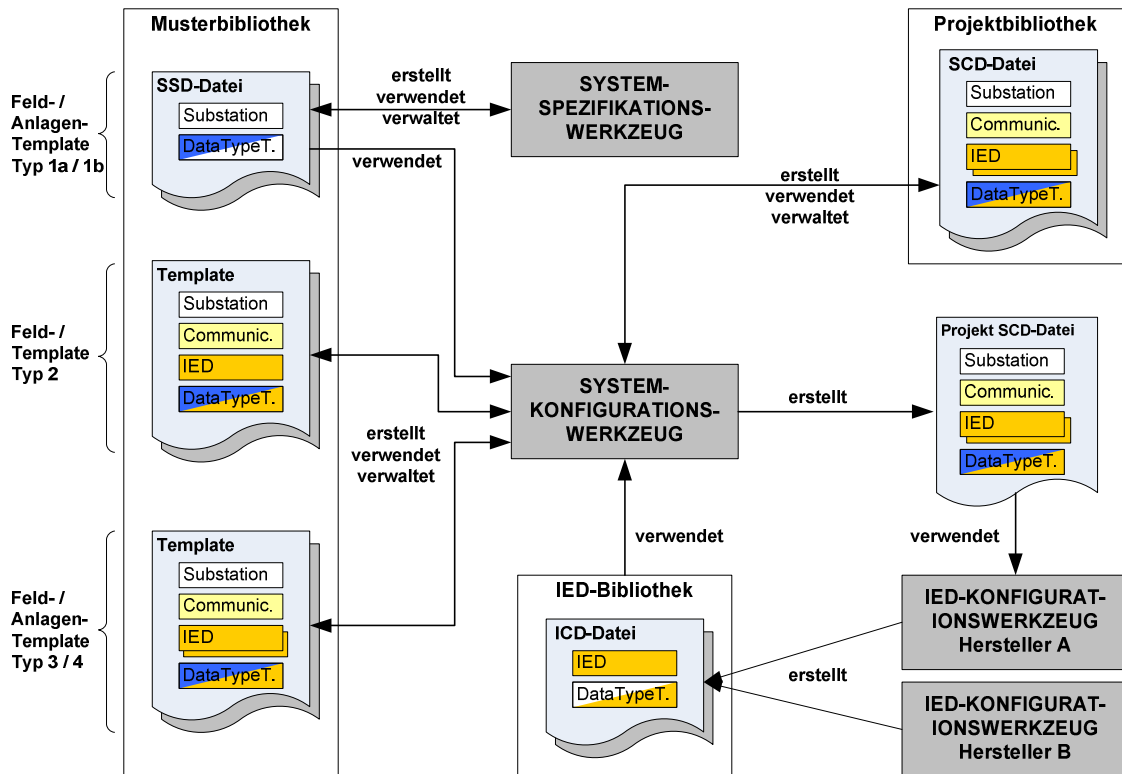 Musterbibliothek
Projektbibliothek
Feld- /
Anlagen-
Template
Typ 1a / 1b
SSD-Datei
Substation
DataTypeT.
erstellt
verwendet
verwaltet
verwendet
SYSTEM-
SPEZIFIKATIONS-
WERKZEUG
SCD-Datei
Substation
Communic.
IED
DataTypeT.
erstellt
verwendet
verwaltet
Feld- /
Template
Typ 2
Template
Substation
Communic.
IED
DataTypeT.
erstellt
verwendet
verwaltet
SYSTEM-
KONFIGURATIONS-
WERKZEUG
erstellt
Projekt SCD-Datei
Substation
Communic.
IED
DataTypeT.
verwendet
verwendet
Feld- /
Anlagen-
Template
Typ 3 / 4
Template
Substation
Communic.
IED
DataTypeT.
IED-Bibliothek
ICD-Datei
IED
DataTypeT.
erstellt
IED-KONFIGURAT-
IONSWERKZEUG
Hersteller A
IED-KONFIGURAT-
IONSWERKZEUG
Hersteller B